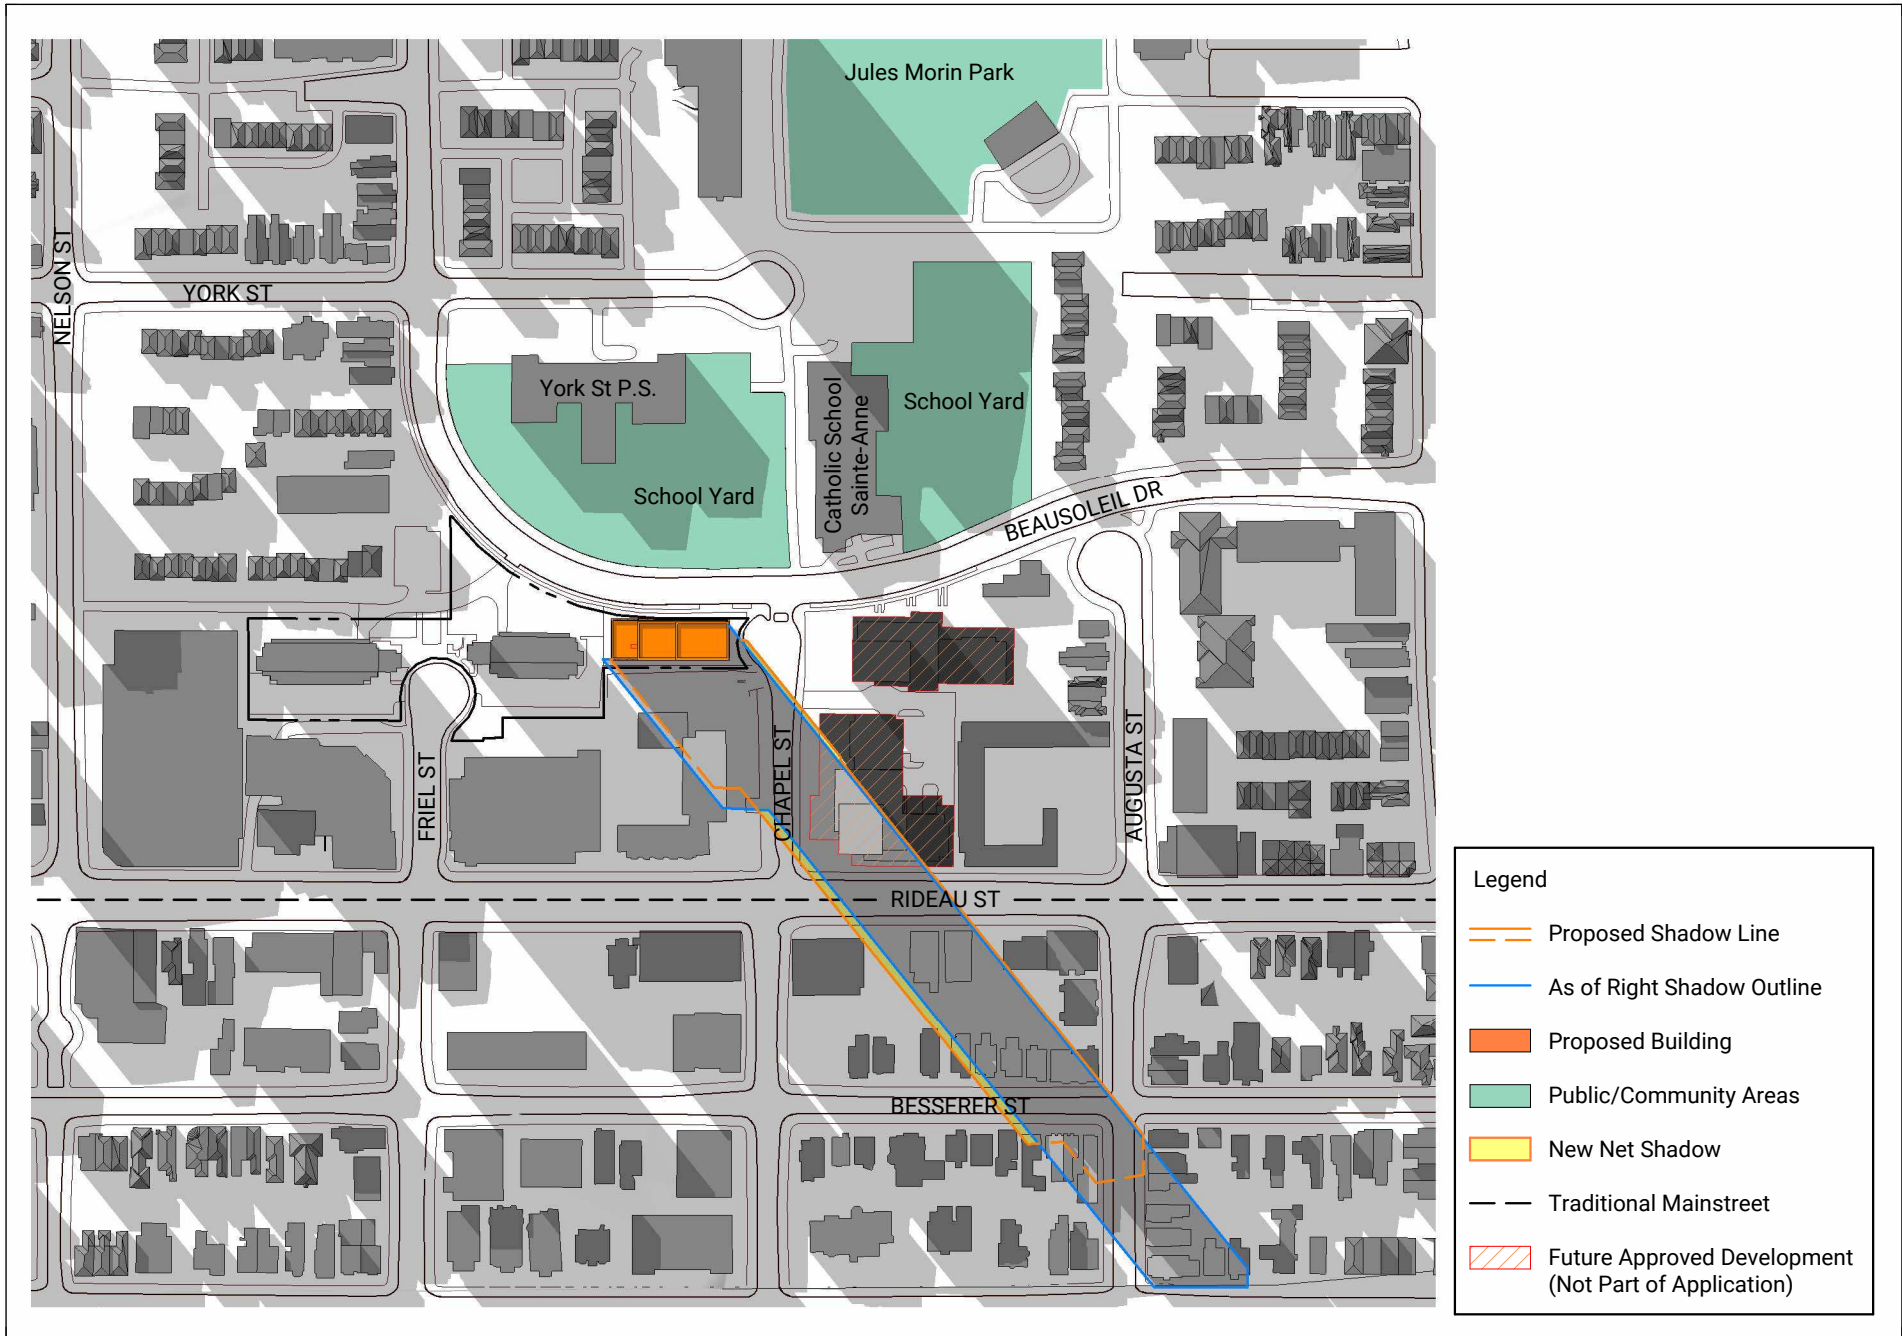 Jules Morin Park
NELSON ST
YORK ST
York St P.S.
School Yard
Catholic School
Sainte-Anne
School Yard
BEAUSOLEIL DR
FRIEL ST
CHAPEL ST
AUGUSTA ST
RIDEAU ST
BESSERER ST
Legend
Proposed Shadow Line
As of Right Shadow Outline
Proposed Building
Public/Community Areas
New Net Shadow
Traditional Mainstreet
Future Approved Development
(Not Part of Application)